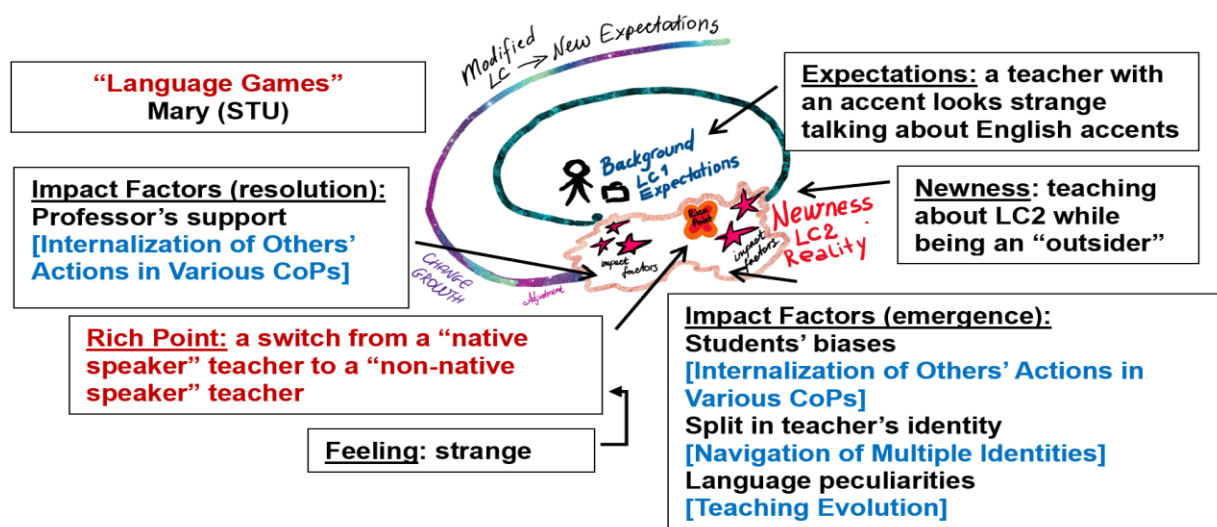 Modified
LC → New Expectations
“Language Games”
Mary (STU)
Expectations: a teacher with
an accent looks strange
talking about English accents
Background
LC1
Expectations
Impact Factors (resolution):
Professor’s support
[Internalization of Others’
Actions in Various CoPs]
Newness: teaching
about LC2 while
being an “outsider”
Rich
Point
Newness
LC2
Reality
impact
factors
impact
factors
CHANGE
GROWTH
Adjustment
Rich Point: a switch from a “native
speaker” teacher to a “non-native
speaker” teacher
Feeling: strange
Impact Factors (emergence):
Students’ biases
[Internalization of Others’ Actions in
Various CoPs]
Split in teacher’s identity
[Navigation of Multiple Identities]
Language peculiarities
[Teaching Evolution]